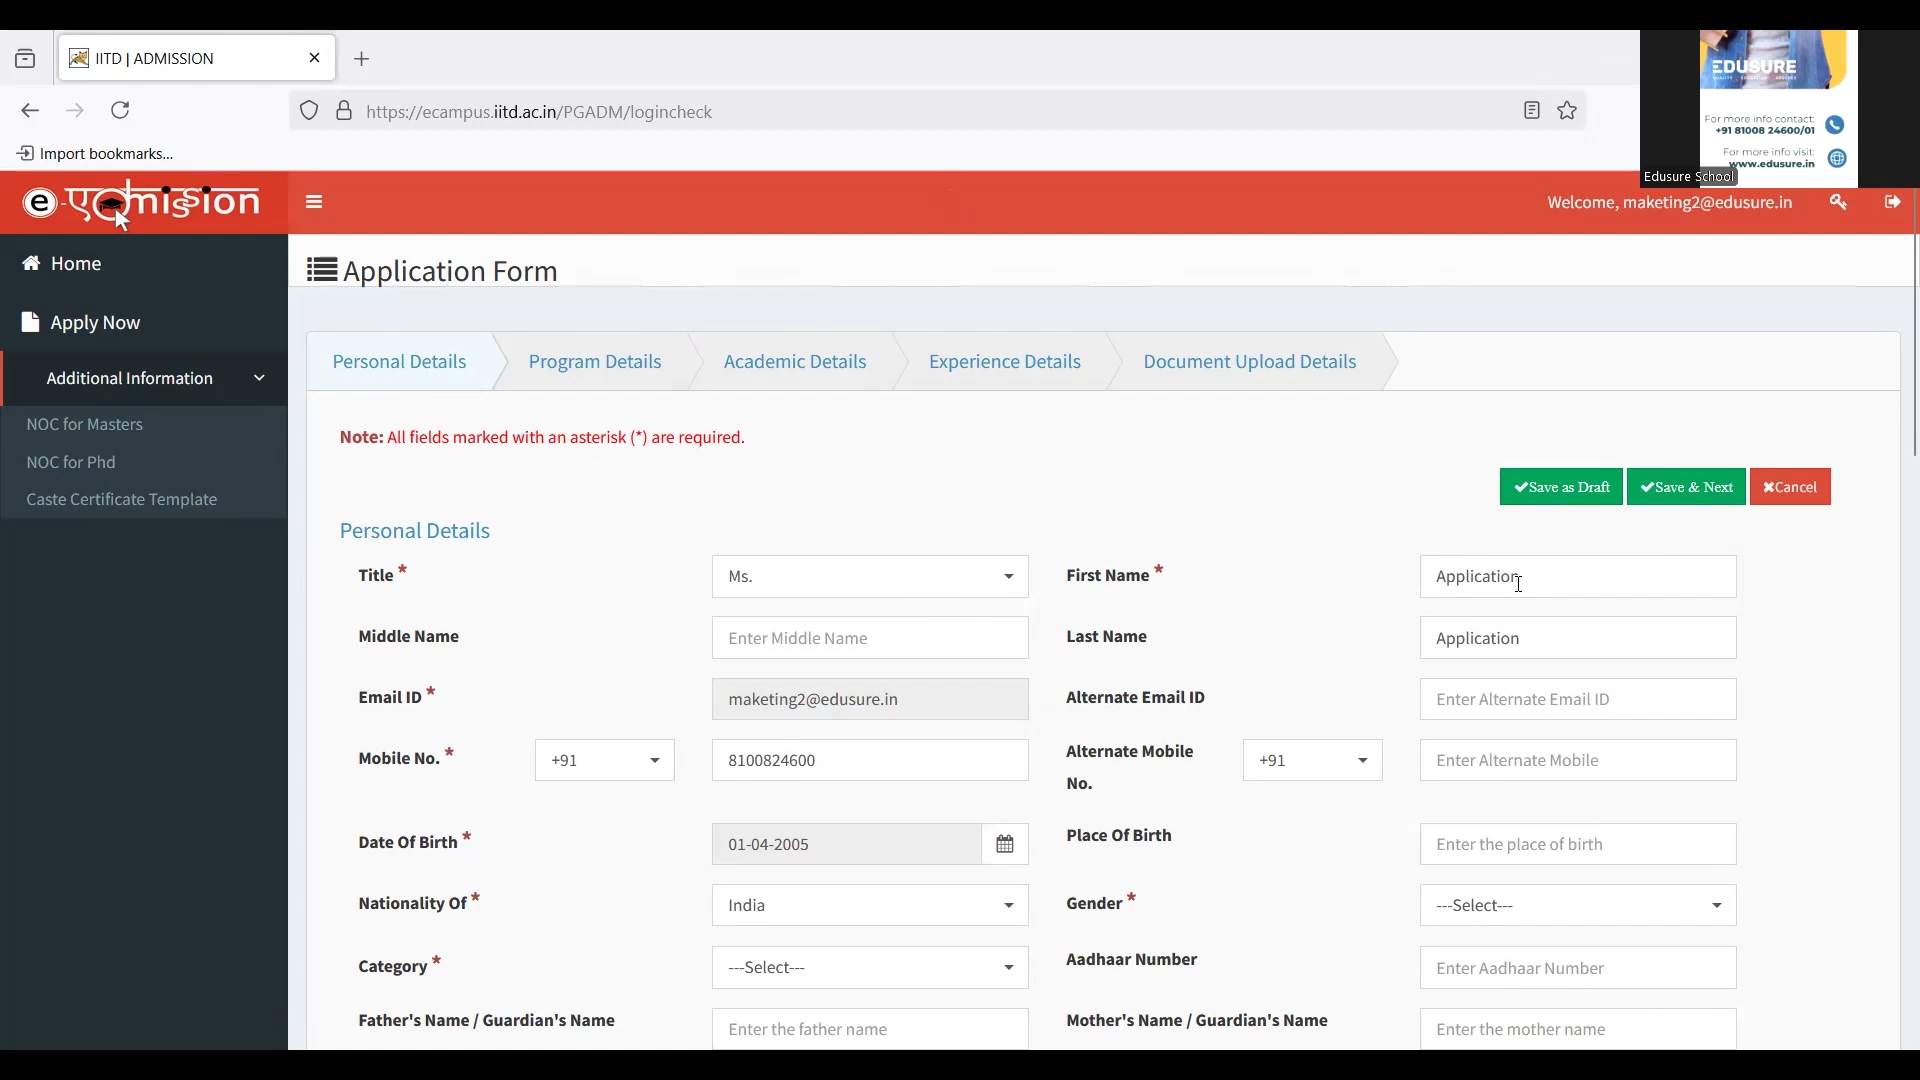 IITD | ADMISSION
https://ecampus.iitd.ac.in/PGADM/logincheck
Import bookmarks...
EDUSURE
For more info contact:
+91 81008 24600/01
For more info visit:
www.edusure.in
Edusure School
e-एdmission
Welcome, maketing2@edusure.in
Home
Apply Now
Additional Information
NOC for Masters
NOC for Phd
Caste Certificate Template
Application Form
Personal Details Program Details Academic Details Experience Details Document Upload Details
Note: All fields marked with an asterisk (*) are required.
Save as Draft Save & Next Cancel
Personal Details
Title * Ms. First Name * Application
Middle Name Enter Middle Name Last Name Application
Email ID * maketing2@edusure.in Alternate Email ID Enter Alternate Email ID
Mobile No. * +91 8100824600 Alternate Mobile No. +91 Enter Alternate Mobile
Date Of Birth * 01-04-2005 Place Of Birth Enter the place of birth
Nationality Of * India Gender * ---Select---
Category * ---Select--- Aadhaar Number Enter Aadhaar Number
Father's Name / Guardian's Name Enter the father name Mother's Name / Guardian's Name Enter the mother name